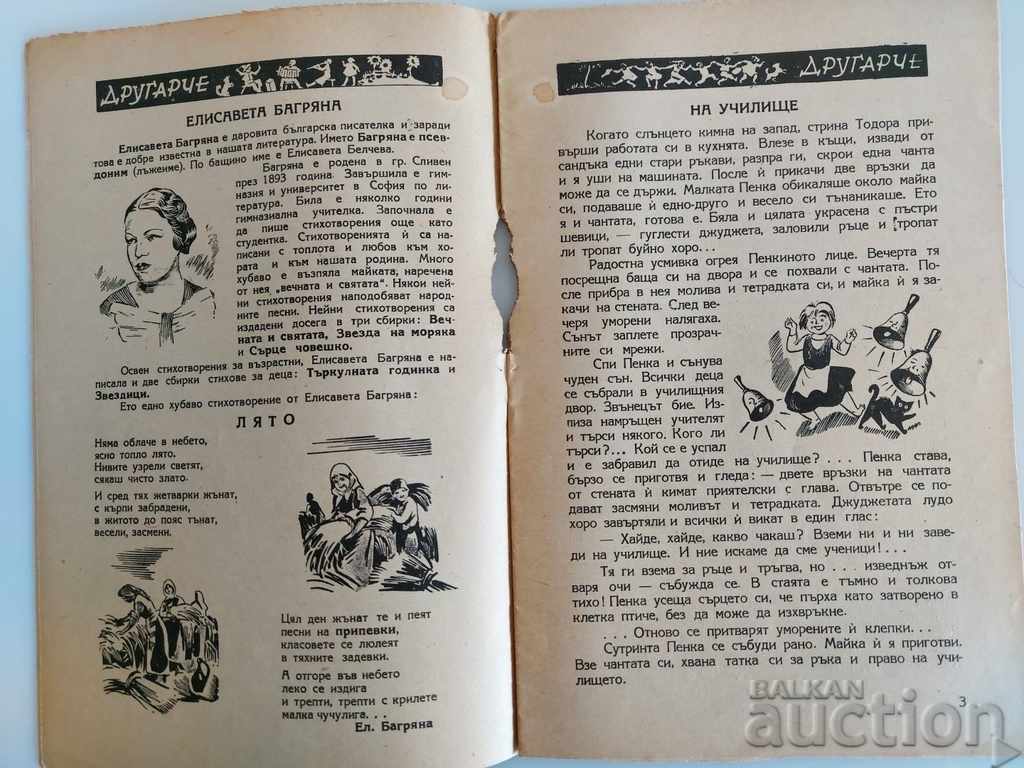 ДРУГАРЧЕ
ЕЛИСАВЕТА БАГРЯНА
Елисавета Багряна е даровита българска писателка и заради
това е добре известна в нашата литература. Името Багряна е псев-
доним (лъжеиме). По бащино име е Елисавета Белчева.
Багряна е родена в гр. Сливен
през 1893 година. Завършила е гим-
назия и университет в София по ли-
тература. Била е няколко години
гимназиална учителка. Започнала е
да пише стихотворения още като
студентка. Стихотворенията ѝ са на-
писани с топлота и любов към хо-
рата и към нашата родина. Много
хубаво е възпяла майката, наречена
от нея „вечната и святата“. Някои ней-
ни стихотворения наподобяват народ-
ните песни. Нейни стихотворения са
издадени досега в три сбирки: Веч-
ната и святата, Звезда на моряка
и Сърце човешко.
Освен стихотворения за възрастни, Елисавета Багряна е на-
писала и две сбирки стихове за деца: Търкулната годинка и
Звездици.
Ето едно хубаво стихотворение от Елисавета Багряна:
ЛЯТО
Няма облаче в небето,
ясно топло лято.
Нивите узрели светят,
сякаш чисто злато.
И сред тях жетварки жънат,
с кърпи забрадени,
в житото до пояс тънат,
весели, засмени.
Цял ден жънат те и пеят
песни на припевки,
класовете се люлеят
в тяхните задевки.
А отгоре във небето
леко се издига
и трепти, трепти с крилете
малка чучулига...
Ел. Багряна
ДРУГАРЧЕ
НА УЧИЛИЩЕ
Когато слънцето кимна на запад, стрина Тодора при-
върши работата си в кухнята. Влезе в къщи, извади от
сандъка едни стари ръкави, разпра ги, скрои една чанта
и я уши на машината. После ѝ прикачи две връзки да
може да се държи. Малката Пенка обикаляше около майка
си, подаваше ѝ едно-друго и весело си тънаникаше. Ето
я и чантата, готова е. Бяла и цялата украсена с пъстри
шевици, — гуглести джуджета, заловили ръце и тропат
ли тропат буйно хоро...
Радостна усмивка огрея Пенкиното лице. Вечерта тя
посрещна баща си на двора и се похвали с чантата. По-
сле прибра в нея молива и тетрадката си, и майка ѝ я за-
качи на стената. След ве-
черя уморени налягаха.
Сънът заплете прозрач-
ните си мрежи.
Спи Пенка и сънува
чуден сън. Всички деца
се събрали в училищния
двор. Звънецът бие. Из-
лиза намръщен учителят
и търси някого. Кого ли
търси?... Кой се е успал
и е забравил да отиде на училище? . . . Пенка става,
бързо се приготвя и гледа: — двете връзки на чантата
от стената ѝ кимат приятелски с глава. Отвътре се по-
дават засмяни моливът и тетрадката. Джуджетата лудо
хоро завъртяли и всички ѝ викат в един глас:
— Хайде, хайде, какво чакаш? Вземи ни и ни заве-
ди на училище. И ние искаме да сме ученици! . . .
Тя ги взема за ръце и тръгва, но . . . изведнъж от-
варя очи — събужда се. В стаята е тъмно и толкова
тихо! Пенка усеща сърцето си, че пърха като затворено в
клетка птиче, без да може да изхвръкне.
. . . Отново се притварят уморените ѝ клепки. . .
Сутринта Пенка се събуди рано. Майка ѝ я приготви.
Взе чантата си, хвана татка си за ръка и право на учи-
лището.
3
BALKAN
auction